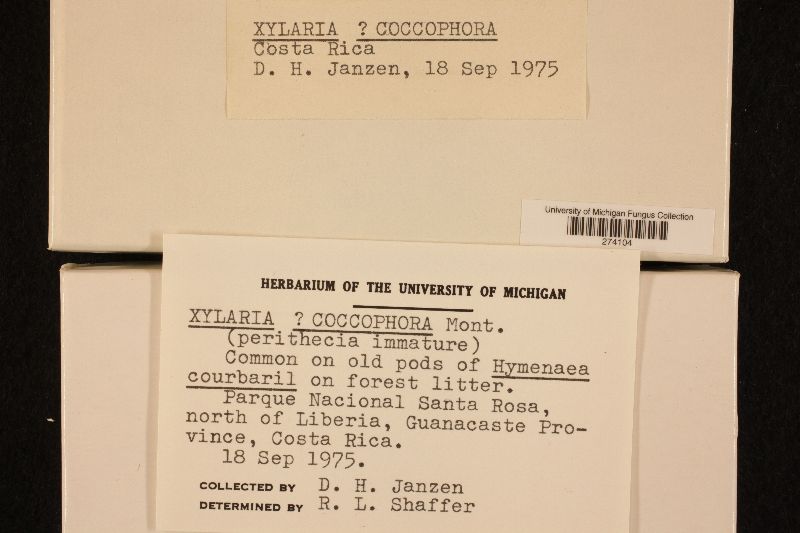 XYLARIA ? COCCOPHORA
Costa Rica
D. H. Janzen, 18 Sep 1975
University of Michigan Fungus Collection
274104
HERBARIUM OF THE UNIVERSITY OF MICHIGAN
XYLARIA ? COCCOPHORA Mont.
(perithecia immature)
Common on old pods of Hymenaea
courbaril on forest litter.
Parque Nacional Santa Rosa,
north of Liberia, Guanacaste Pro-
vince, Costa Rica.
18 Sep 1975.
COLLECTED BY D. H. Janzen
DETERMINED BY R. L. Shaffer